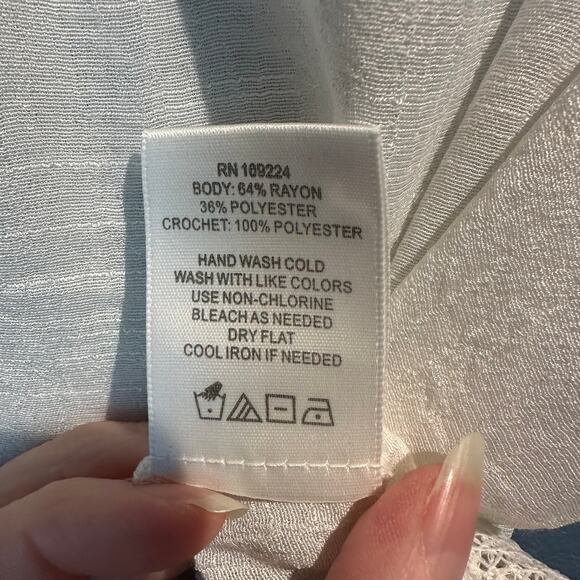 RN 169224
BODY: 64% RAYON
36% POLYESTER
CROCHET: 100% POLYESTER
HAND WASH COLD
WASH WITH LIKE COLORS
USE NON-CHLORINE
BLEACH AS NEEDED
DRY FLAT
COOL IRON IF NEEDED